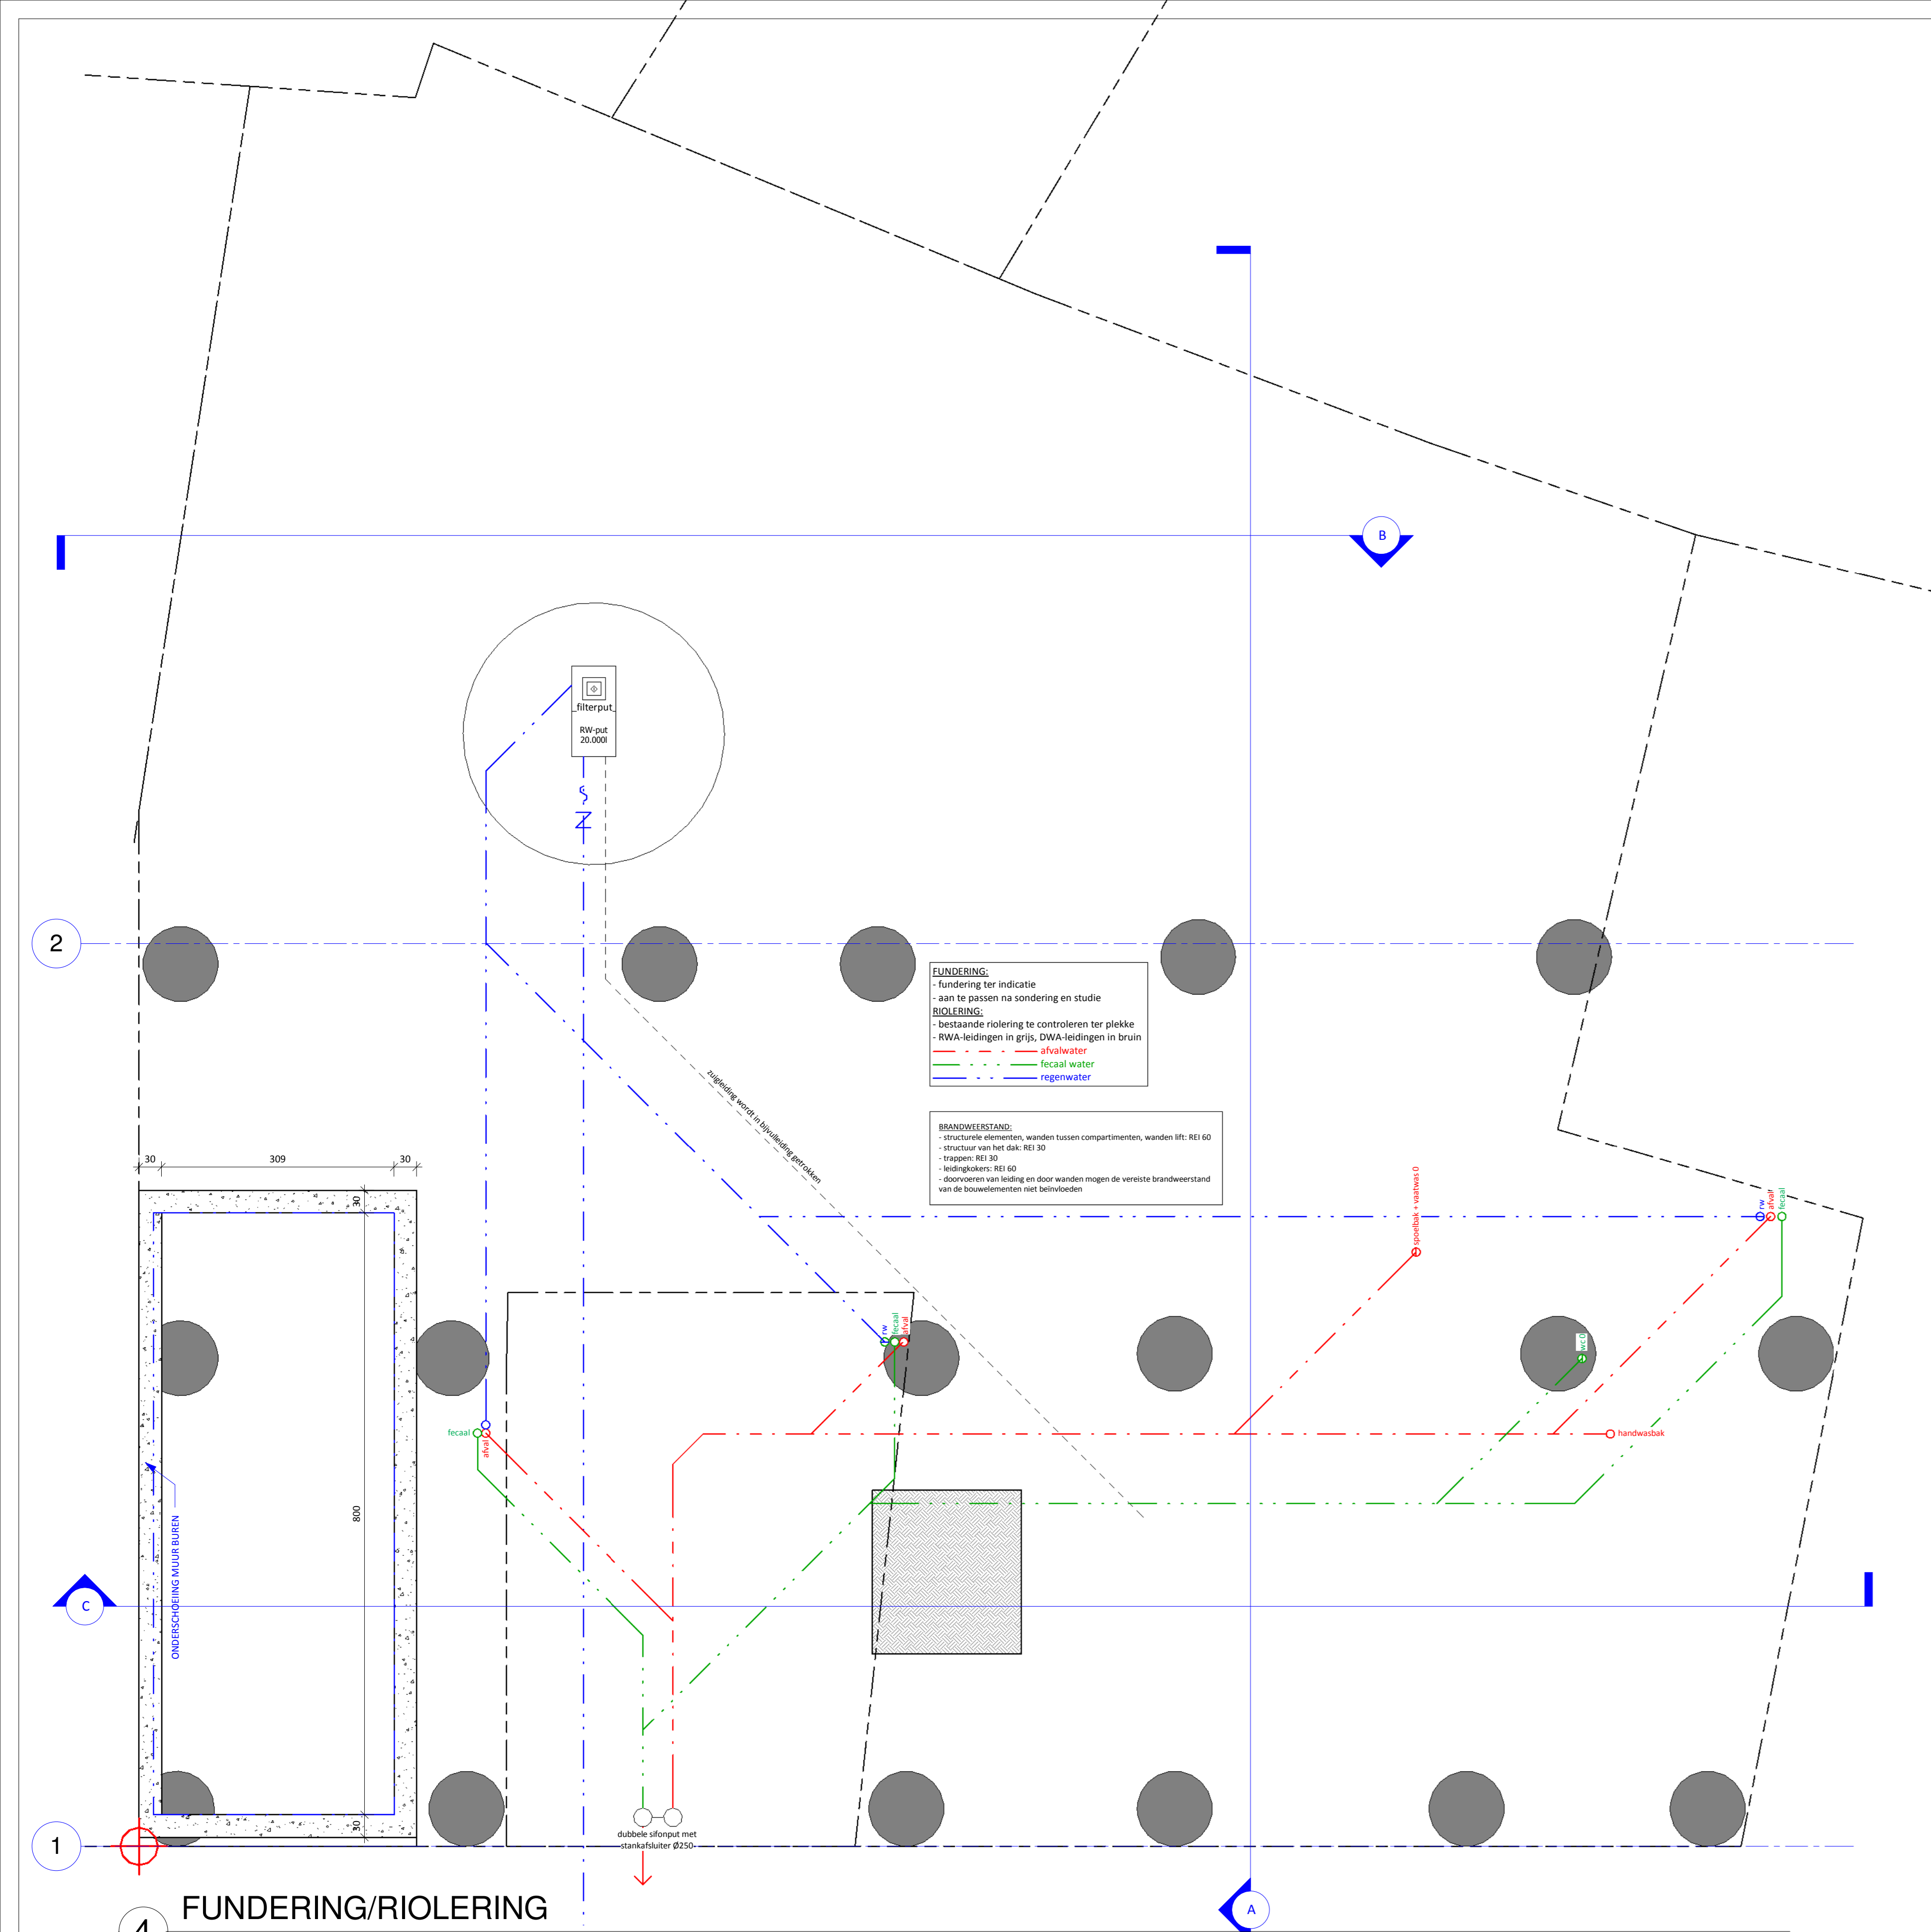 B
filterput
RW-put
20.000l
2
FUNDERING:
- fundering ter indicatie
- aan te passen na sondering en studie
RIOLERING:
- bestaande riolering te controleren ter plekke
- RWA-leidingen in grijs, DWA-leidingen in bruin
afvalwater
fecaal water
regenwater
zuigleiding wordt in bijvulleiding getrokken
BRANDWEERSTAND:
- structurele elementen, wanden tussen compartimenten, wanden lift: REI 60
- structuur van het dak: REI 30
- trappen: REI 30
- leidingkokers: REI 60
- doorvoeren van leiding en door wanden mogen de vereiste brandweerstand
van de bouwelementen niet beïnvloeden
30
309
30
30
spoelbak + vaatwas 0
rw
afval
fecaal
rw
fecaal
afval
wc 0
fecaal
afval
handwasbak
800
ONDERSCHOEIING MUUR BUREN
C
30
dubbele sifonput met
stankafsluiter Ø250
1
A
4
FUNDERING/RIOLERING